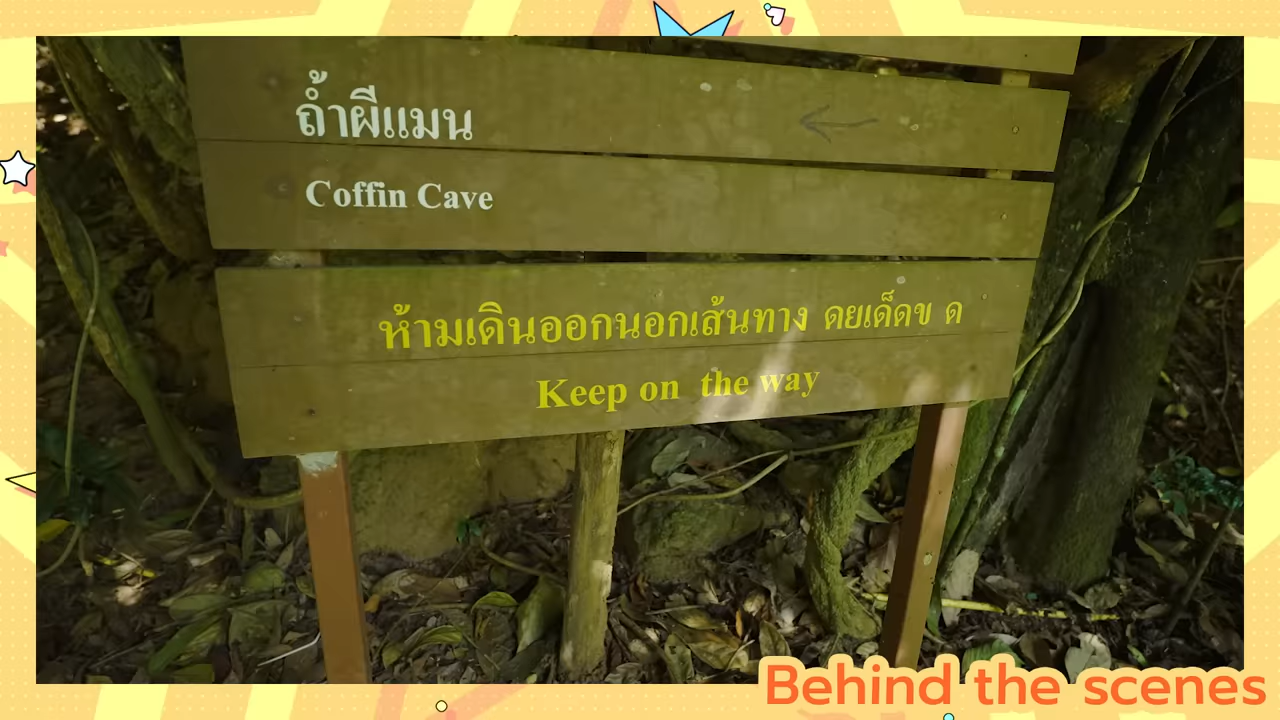 ถ้ำผีแมน
Coffin Cave
ห้ามเดินออกนอกเส้นทาง ดยเด็ดข ด
Keep on the way
Behind the scenes